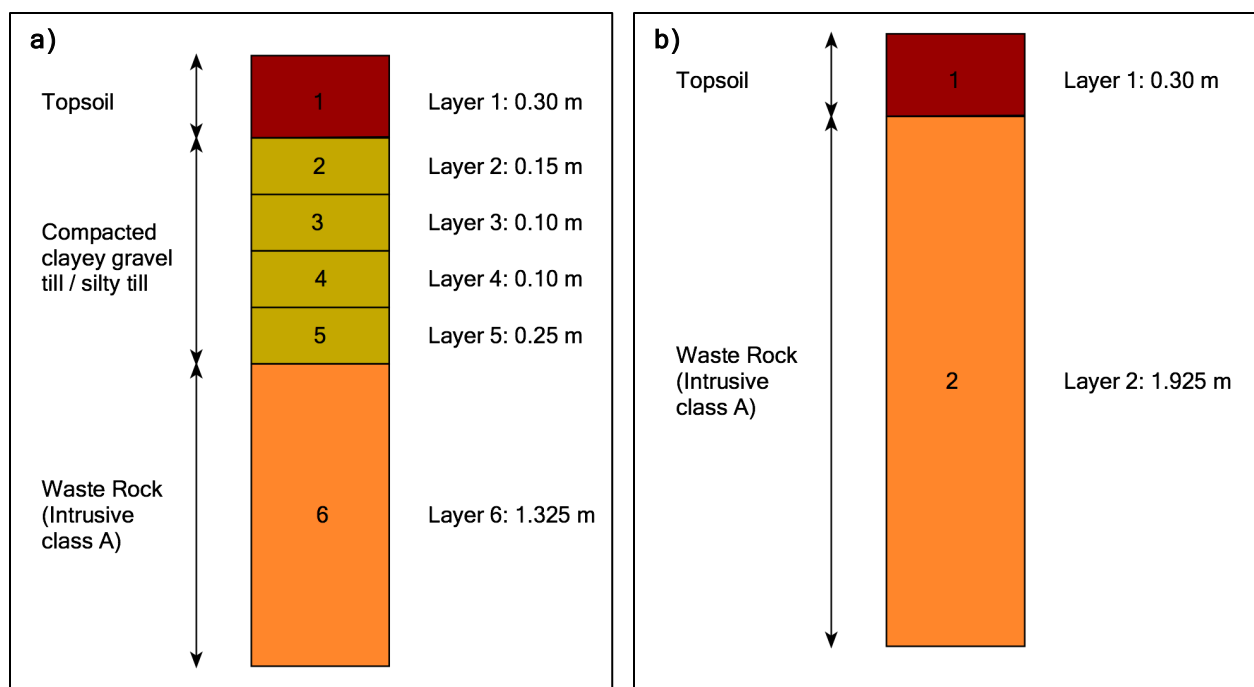 a)
Topsoil
1
Layer 1: 0.30 m
2
Layer 2: 0.15 m
Compacted
clayey gravel
till / silty till
3
Layer 3: 0.10 m
4
Layer 4: 0.10 m
5
Layer 5: 0.25 m
Waste Rock
(Intrusive
class A)
6
Layer 6: 1.325 m
b)
Topsoil
1
Layer 1: 0.30 m
Waste Rock
(Intrusive
class A)
2
Layer 2: 1.925 m